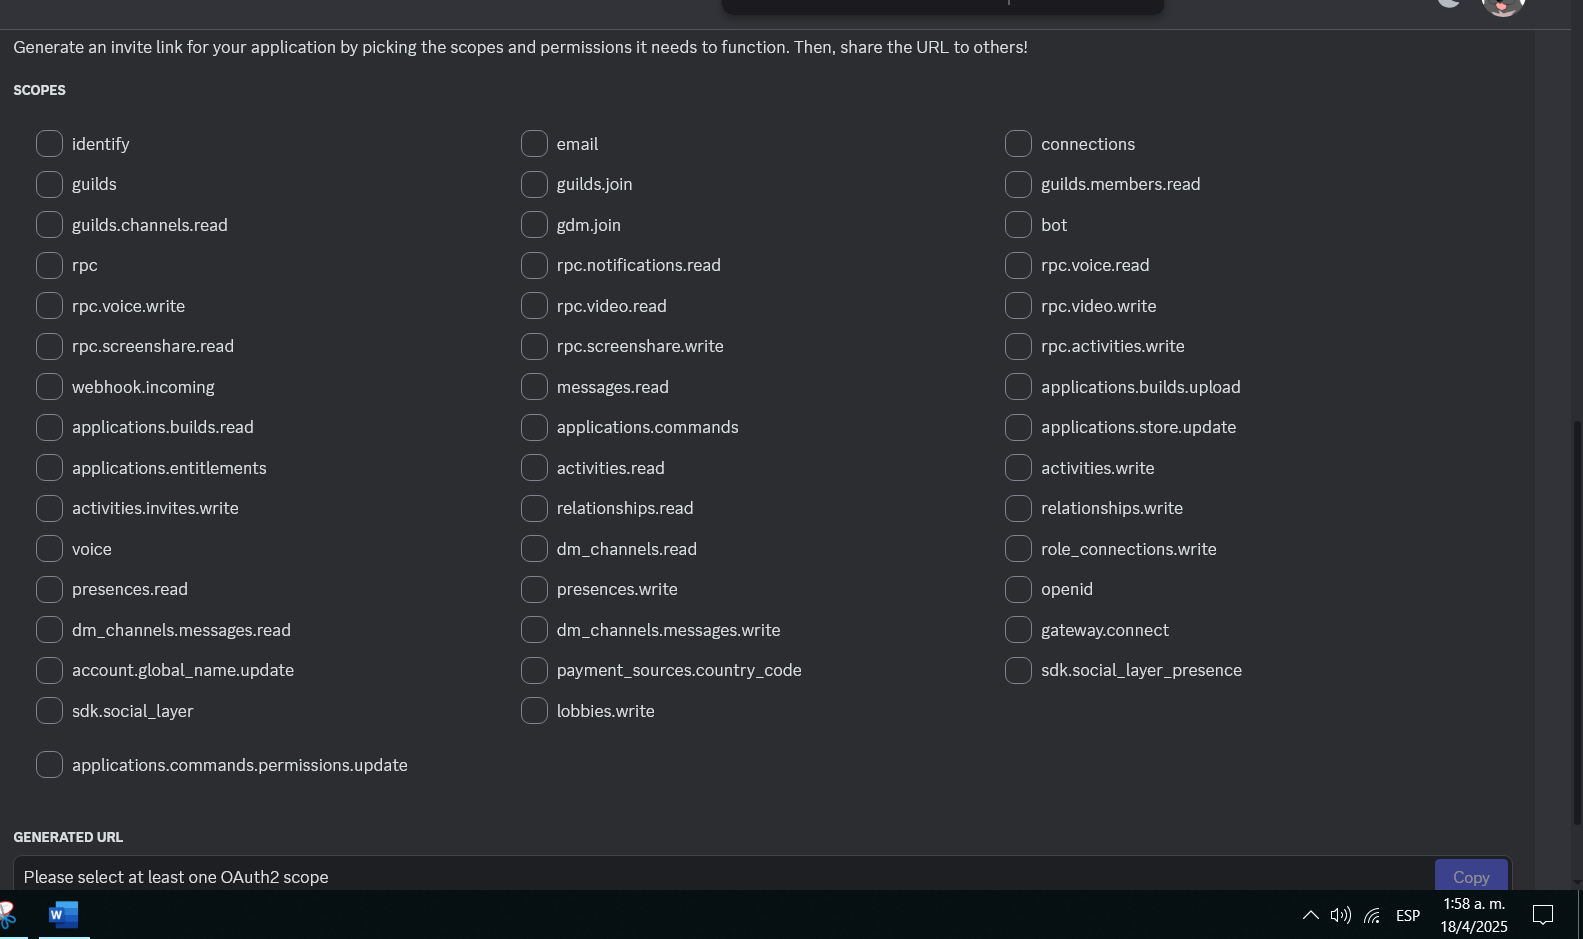 Generate an invite link for your application by picking the scopes and permissions it needs to function. Then, share the URL to others!
SCOPES
identify
email
connections
guilds
guilds.join
guilds.members.read
guilds.channels.read
gdm.join
bot
rpc
rpc.notifications.read
rpc.voice.read
rpc.voice.write
rpc.video.read
rpc.video.write
rpc.screenshare.read
rpc.screenshare.write
rpc.activities.write
webhook.incoming
messages.read
applications.builds.upload
applications.builds.read
applications.commands
applications.store.update
applications.entitlements
activities.read
activities.write
activities.invites.write
relationships.read
relationships.write
voice
dm_channels.read
role_connections.write
presences.read
presences.write
openid
dm_channels.messages.read
dm_channels.messages.write
gateway.connect
account.global_name.update
payment_sources.country_code
sdk.social_layer_presence
sdk.social_layer
lobbies.write
applications.commands.permissions.update
GENERATED URL
Please select at least one OAuth2 scope
Copy
W
ESP
1:58 a. m.
18/4/2025